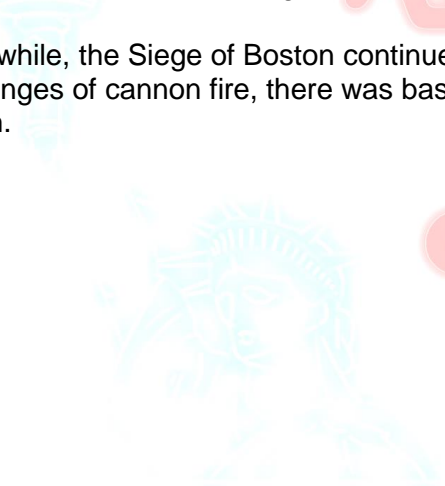 while, the Siege of Boston continue
nges of cannon fire, there was bas